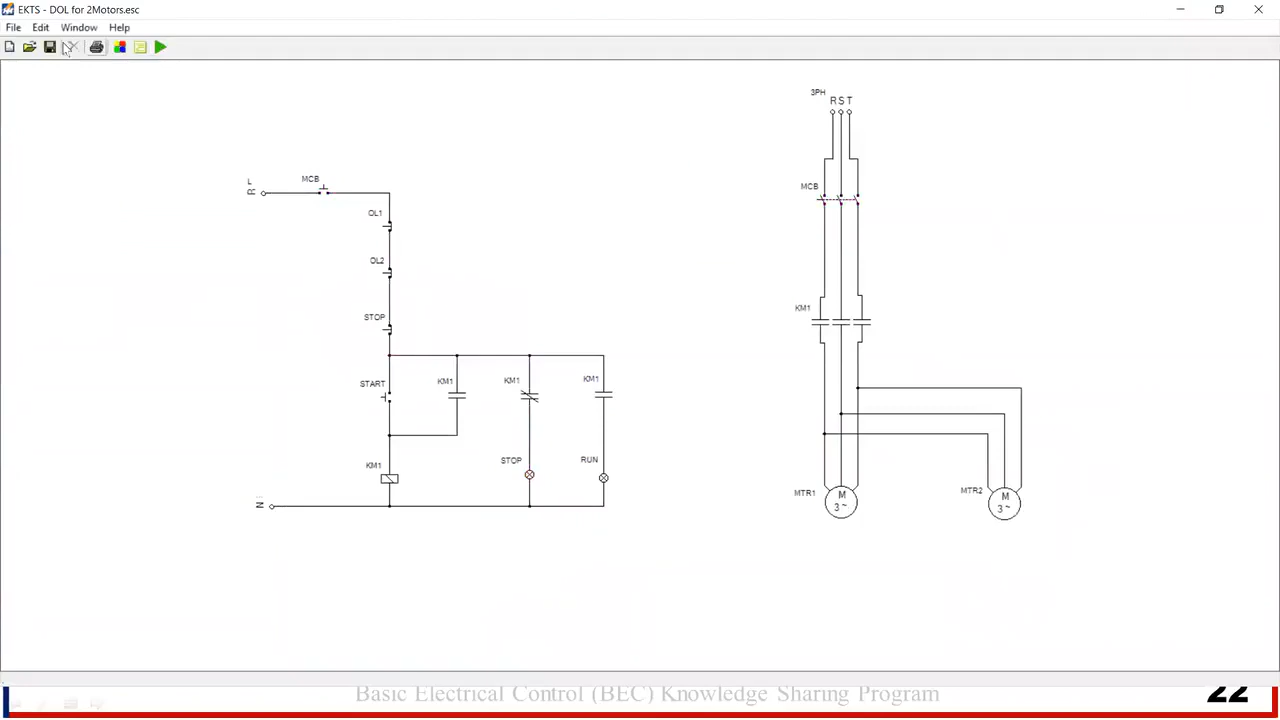 EKTS - DOL for 2Motors.esc
File Edit Window Help
3PH
R S T
L
R
MCB
MCB
OL1
OL2
STOP
KM1
START
KM1
KM1
KM1
KM1
STOP
RUN
N
MTR1
M
3 ~
MTR2
M
3 ~
Basic Electrical Control (BEC) Knowledge Sharing Program
22